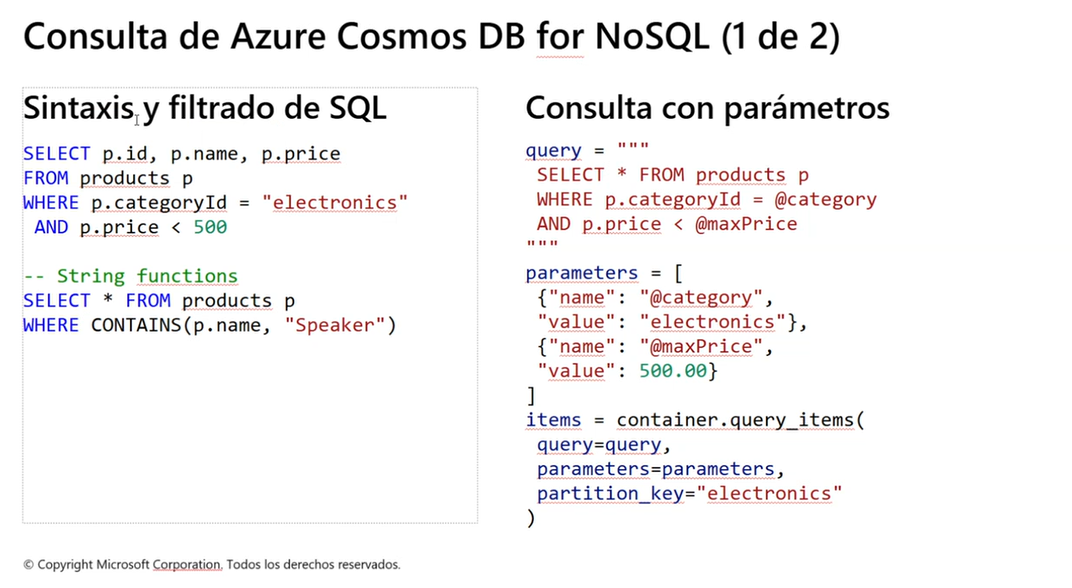 Consulta de Azure Cosmos DB for NoSQL (1 de 2)
Sintaxis y filtrado de SQL
SELECT p.id, p.name, p.price
FROM products p
WHERE p.categoryId = "electronics"
 AND p.price < 500
-- String functions
SELECT * FROM products p
WHERE CONTAINS(p.name, "Speaker")
Consulta con parámetros
query = """
 SELECT * FROM products p
 WHERE p.categoryId = @category
 AND p.price < @maxPrice
"""
parameters = [
 {"name": "@category",
 "value": "electronics"},
 {"name": "@maxPrice",
 "value": 500.00}
]
items = container.query_items(
 query=query,
 parameters=parameters,
 partition_key="electronics"
)
© Copyright Microsoft Corporation. Todos los derechos reservados.